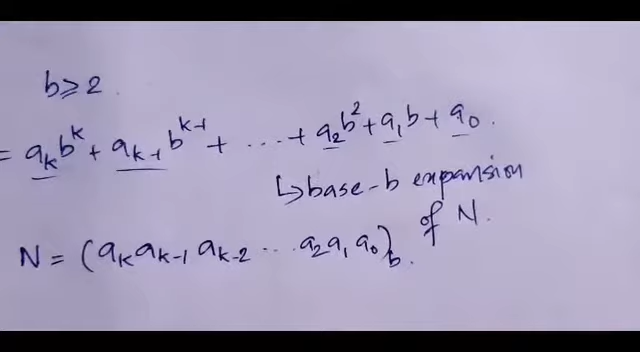 b ≥ 2
= a_k b^k + a_{k-1} b^{k-1} + ... + a_2 b^2 + a_1 b + a_0.
↳ base-b expansion
of N.
N = (a_k a_{k-1} a_{k-2} ... a_2 a_1 a_0)_b.